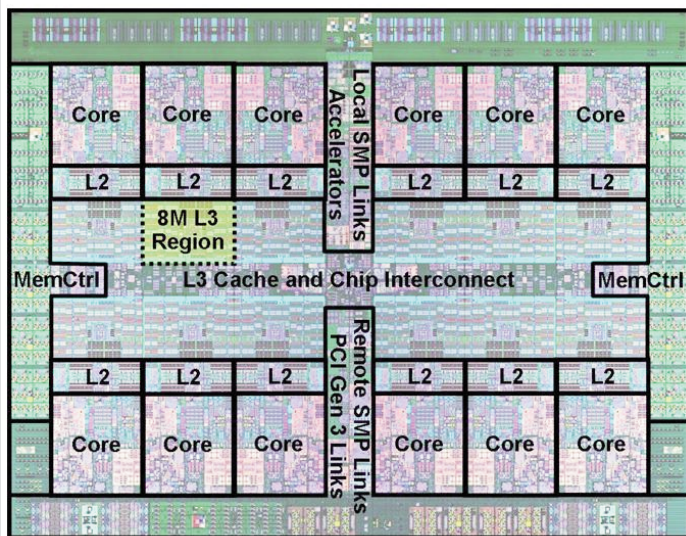 Core
Core
Core
Local SMP Links
Accelerators
Core
Core
Core
L2
L2
L2
L2
L2
L2
8M L3
Region
MemCtrl
L3 Cache and Chip Interconnect
MemCtrl
Remote SMP Links
PCI Gen 3 Links
L2
L2
L2
L2
L2
L2
Core
Core
Core
Core
Core
Core